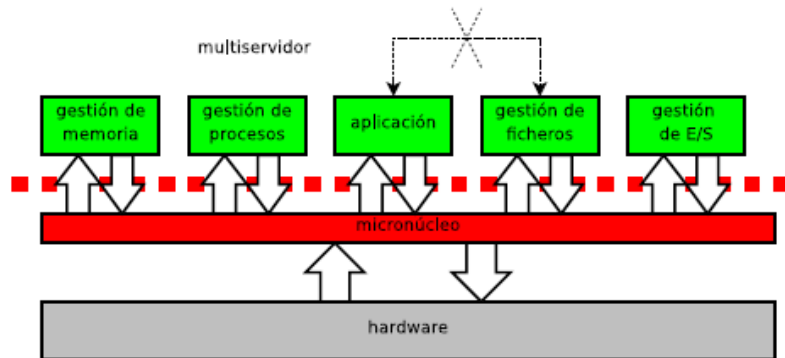 multiservidor
gestión de
memoria
gestión de
procesos
aplicación
gestión de
ficheros
gestión
de E/S
micronúcleo
hardware